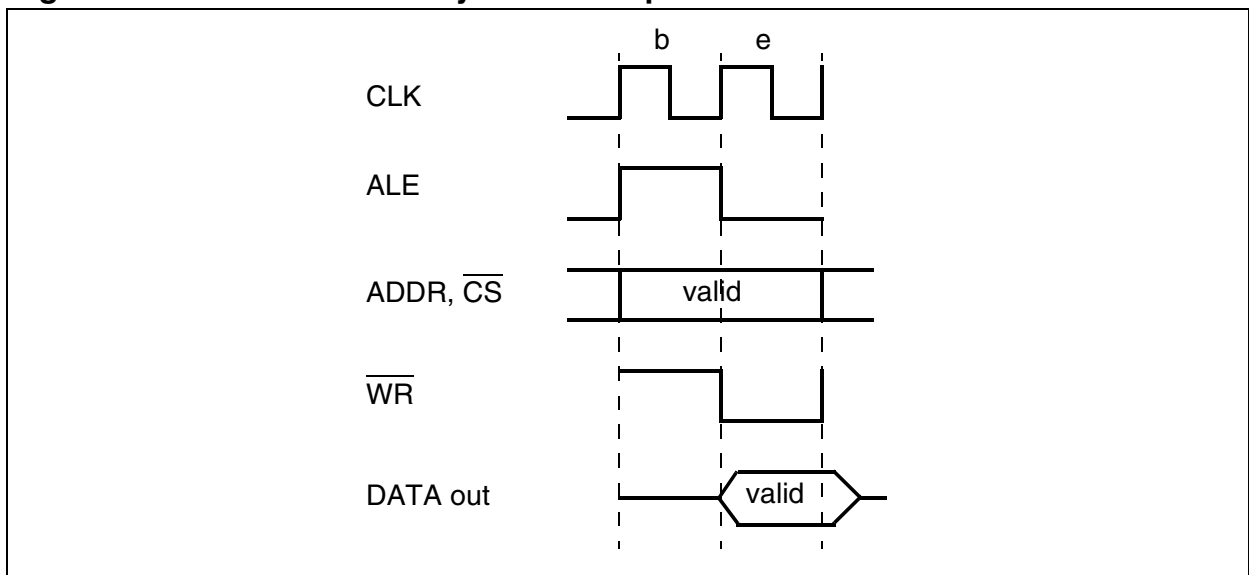 b e
CLK
ALE
ADDR, CS
valid
WR
DATA out
valid